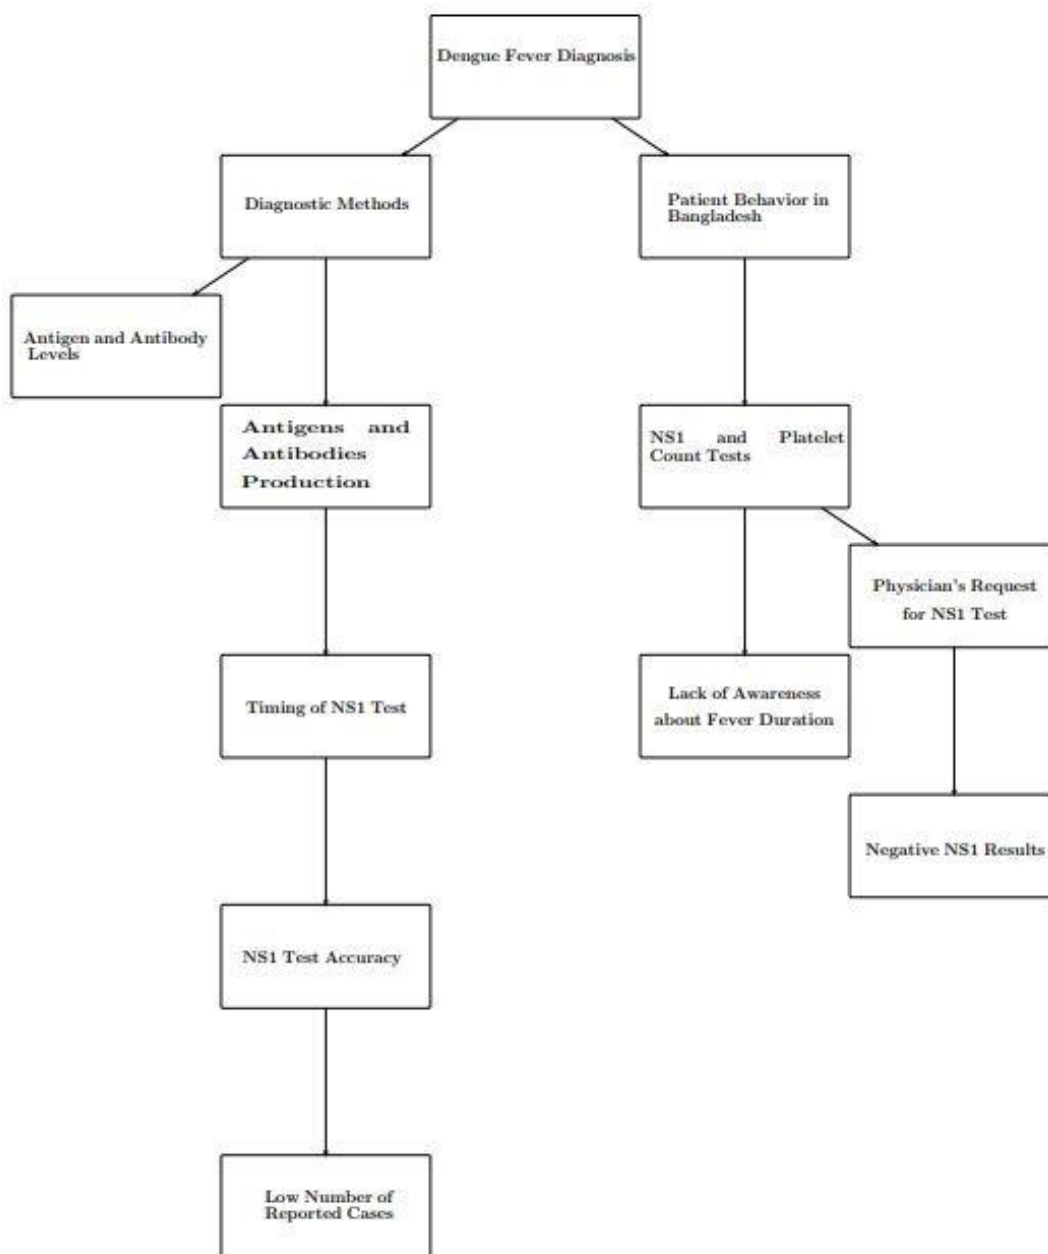 Dengue Fever Diagnosis
Diagnostic Methods
Patient Behavior in
Bangladesh
Antigen and Antibody
Levels
Antigens and
Antibodies
Production
NS1 and Platelet
Count Tests
Physician's Request
for NS1 Test
Timing of NS1 Test
Lack of Awareness
about Fever Duration
Negative NS1 Results
NS1 Test Accuracy
Low Number of
Reported Cases